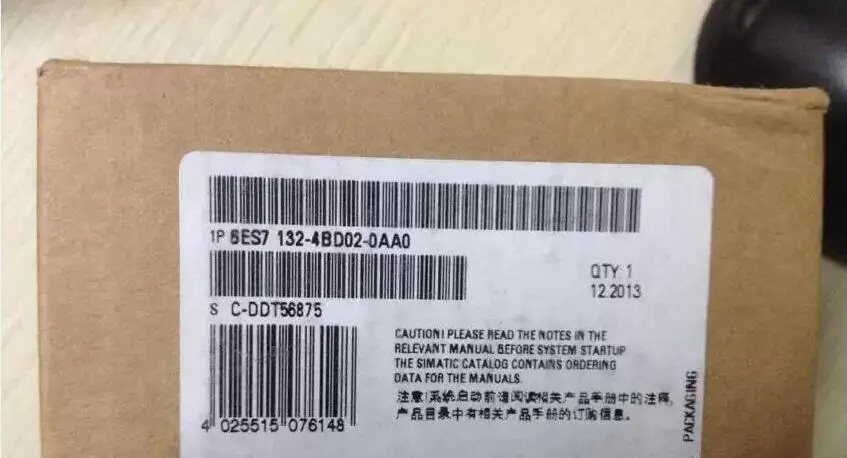 1P 6ES7 132-4BD02-0AA0
QTY: 1
12.2013
S C-DDT56875
CAUTION! PLEASE READ THE NOTES IN THE
RELEVANT MANUAL BEFORE SYSTEM STARTUP
THE SIMATIC CATALOG CONTAINS ORDERING
DATA FOR THE MANUALS.
注意!系统启动前请阅读相关产品手册中的注释,
产品目录中有相关产品手册的订购信息.
4 025515 076148
PACKAGING